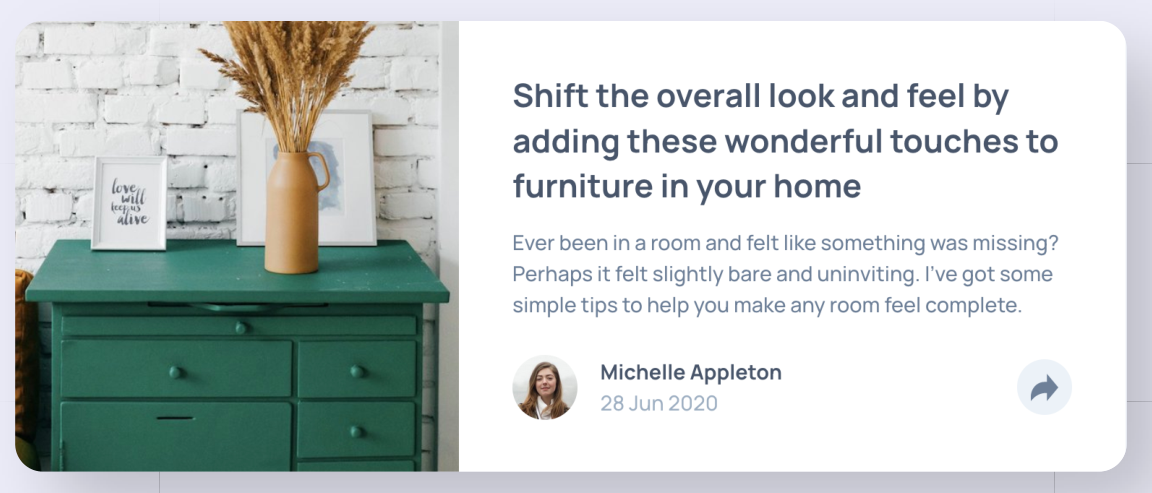 love
will
keep us
alive
Shift the overall look and feel by
adding these wonderful touches to
furniture in your home
Ever been in a room and felt like something was missing?
Perhaps it felt slightly bare and uninviting. I’ve got some
simple tips to help you make any room feel complete.
Michelle Appleton
28 Jun 2020